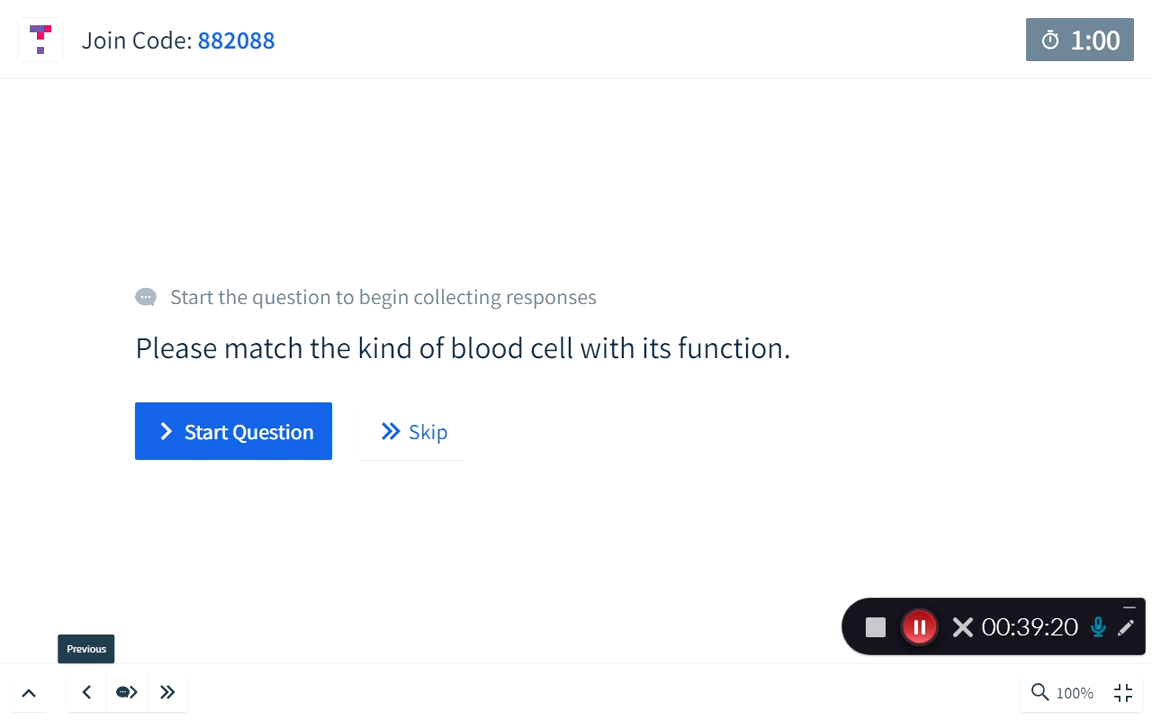 Join Code: 882088
1:00
Start the question to begin collecting responses
Please match the kind of blood cell with its function.
Start Question
Skip
00:39:20
Previous
100%